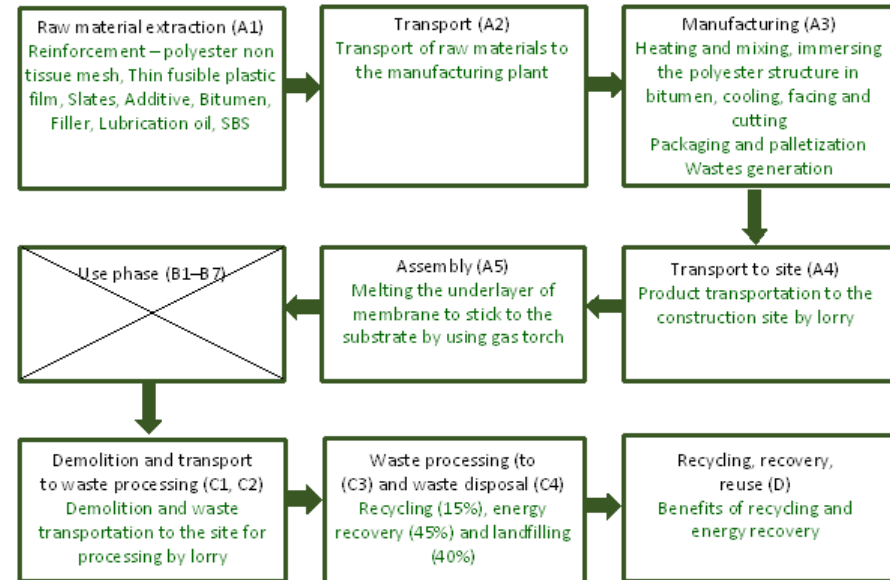 Raw material extraction (A1)
Reinforcement – polyester non
tissue mesh, Thin fusible plastic
film, Slates, Additive, Bitumen,
Filler, Lubrication oil, SBS
Transport (A2)
Transport of raw materials to
the manufacturing plant
Manufacturing (A3)
Heating and mixing, immersing
the polyester structure in
bitumen, cooling, facing and
cutting
Packaging and palletization
Wastes generation
Transport to site (A4)
Product transportation to the
construction site by lorry
Assembly (A5)
Melting the underlayer of
membrane to stick to the
substrate by using gas torch
Use phase (B1–B7)
Demolition and transport
to waste processing (C1, C2)
Demolition and waste
transportation to the site for
processing by lorry
Waste processing (to
(C3) and waste disposal (C4)
Recycling (15%), energy
recovery (45%) and landfilling
(40%)
Recycling, recovery,
reuse (D)
Benefits of recycling and
energy recovery